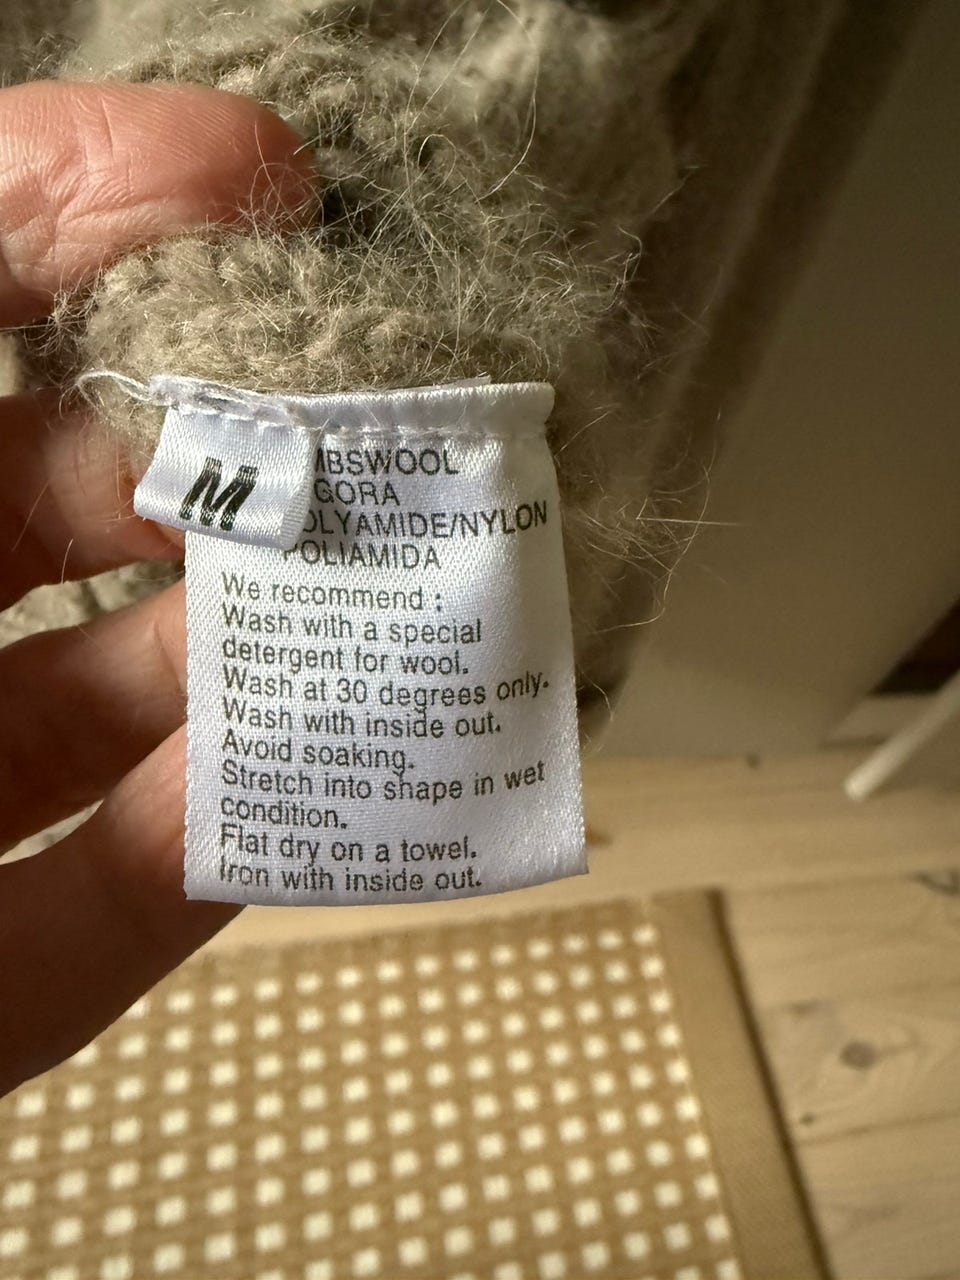 M
MBSWOOL
GORA
OLYAMIDE/NYLON
POLIAMIDA
We recommend :
Wash with a special
detergent for wool.
Wash at 30 degrees only.
Wash with inside out.
Avoid soaking.
Stretch into shape in wet
condition.
Flat dry on a towel.
Iron with inside out.